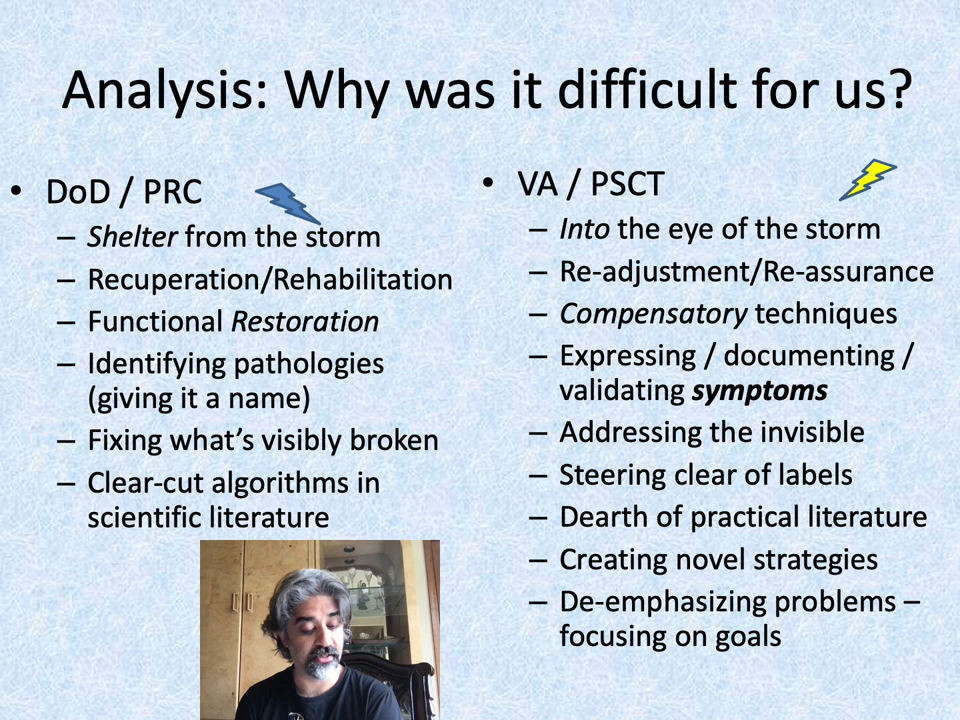 Analysis: Why was it difficult for us?
• DoD / PRC
– Shelter from the storm
– Recuperation/Rehabilitation
– Functional Restoration
– Identifying pathologies
(giving it a name)
– Fixing what's visibly broken
– Clear-cut algorithms in
scientific literature
• VA / PSCT
– Into the eye of the storm
– Re-adjustment/Re-assurance
– Compensatory techniques
– Expressing / documenting /
validating symptoms
– Addressing the invisible
– Steering clear of labels
– Dearth of practical literature
– Creating novel strategies
– De-emphasizing problems –
focusing on goals